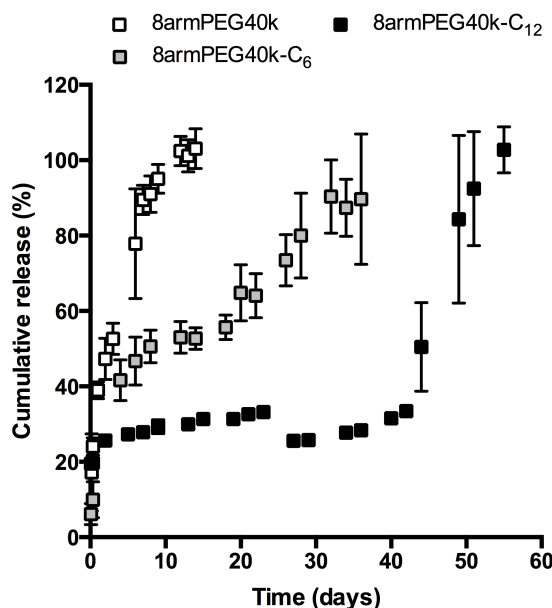 8armPEG40k
8armPEG40k-C12
8armPEG40k-C6
120
100
80
60
40
20
0
Cumulative release (%)
0 10 20 30 40 50 60
Time (days)